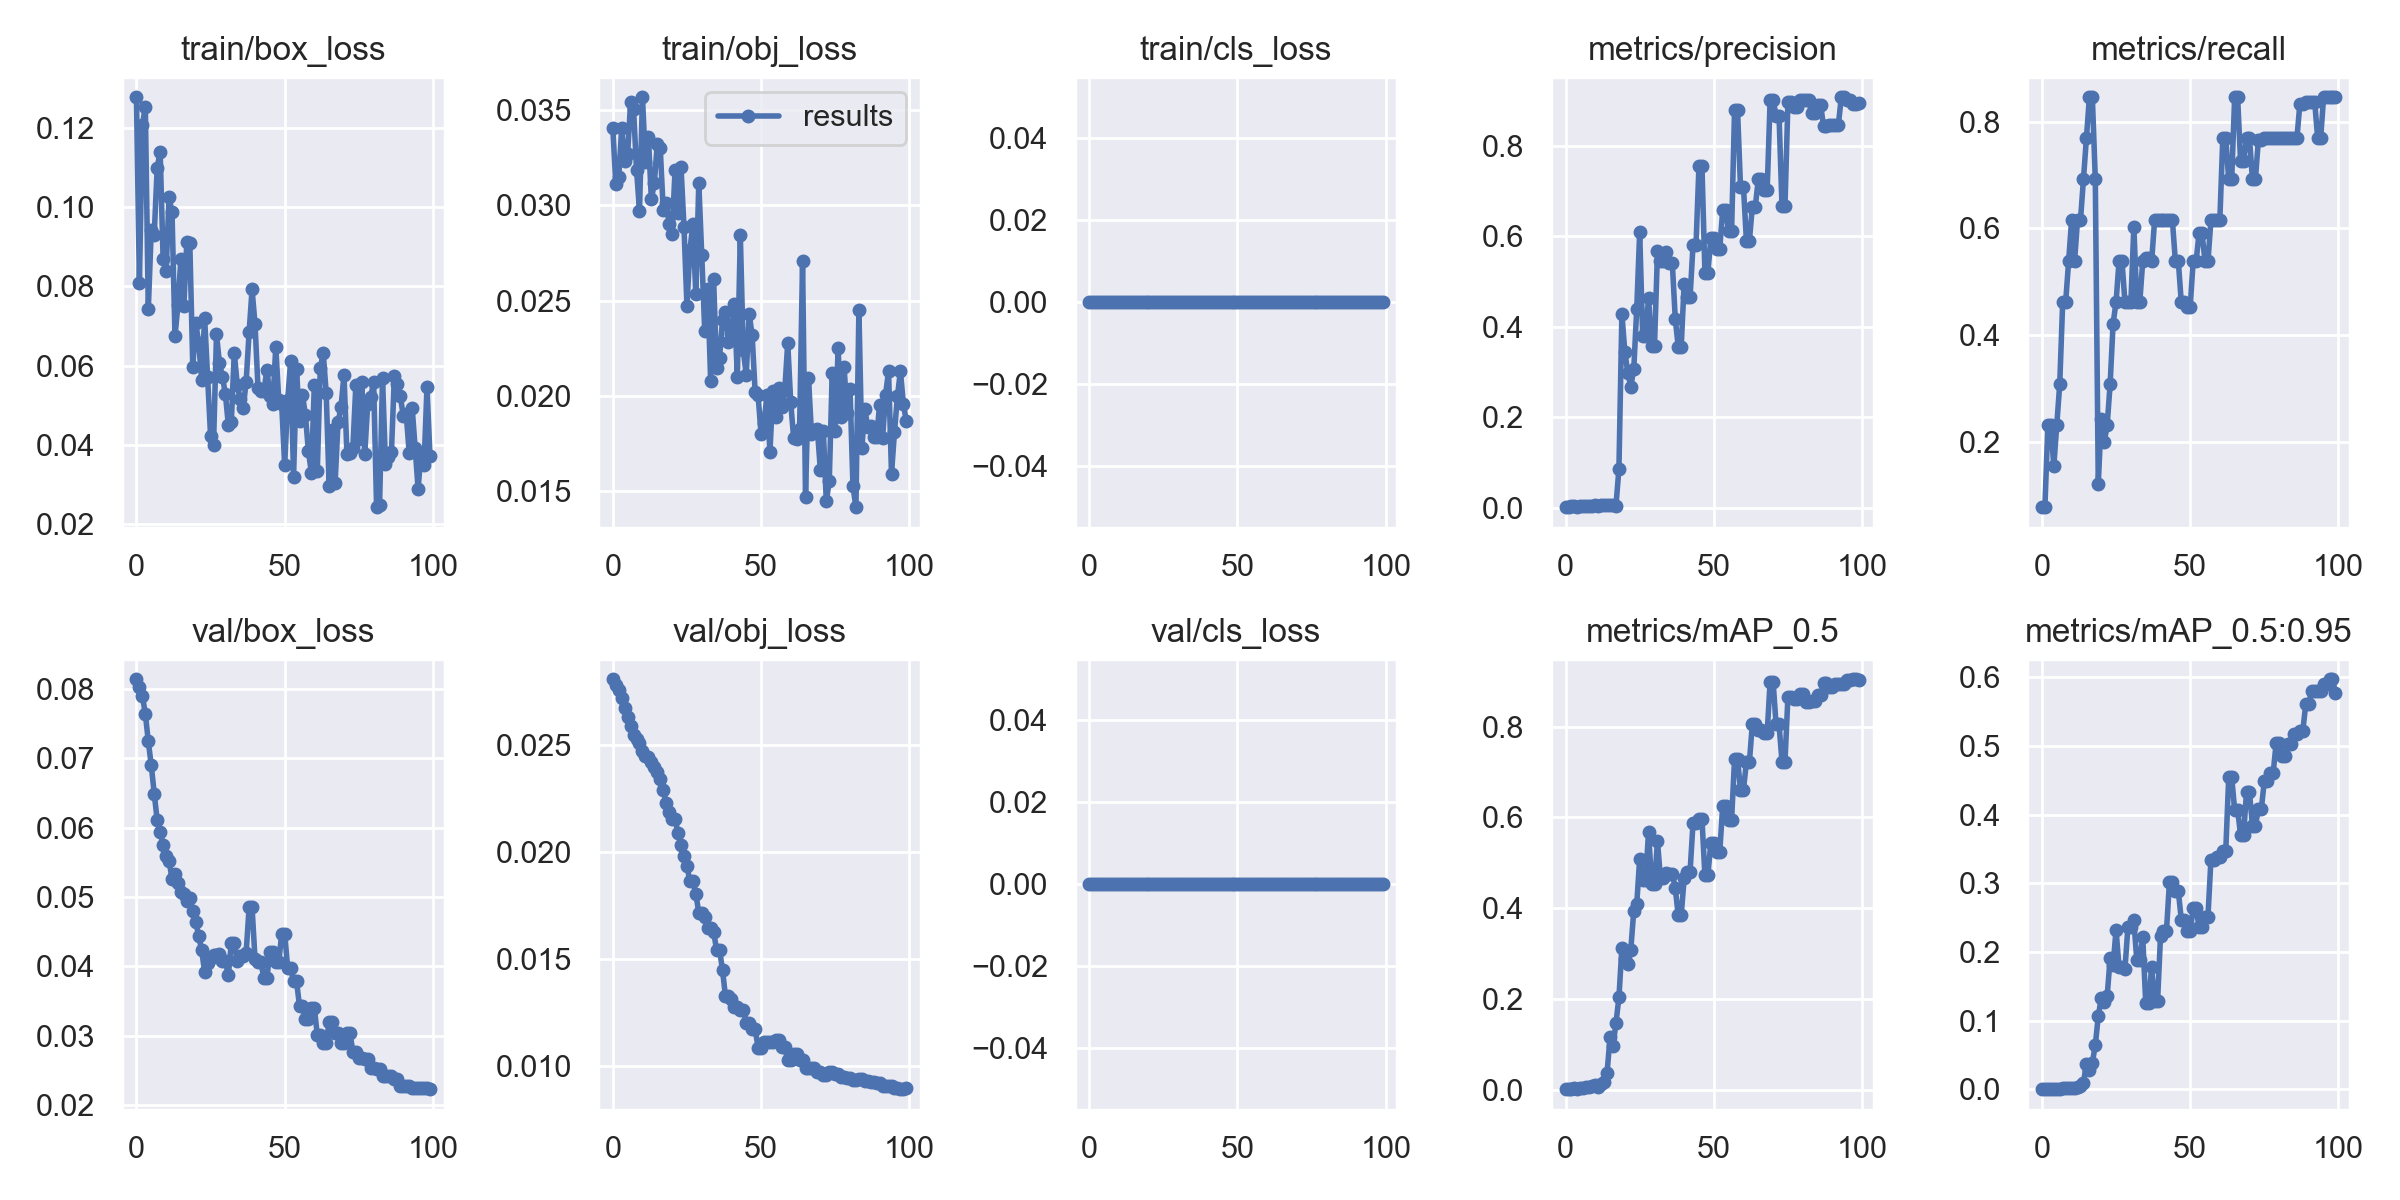 train/box_loss
0.12
0.10
0.08
0.06
0.04
0.02
0 50 100
train/obj_loss
results
0.035
0.030
0.025
0.020
0.015
0 50 100
train/cls_loss
0.04
0.02
0.00
−0.02
−0.04
0 50 100
metrics/precision
0.8
0.6
0.4
0.2
0.0
0 50 100
metrics/recall
0.8
0.6
0.4
0.2
0 50 100
val/box_loss
0.08
0.07
0.06
0.05
0.04
0.03
0.02
0 50 100
val/obj_loss
0.025
0.020
0.015
0.010
0 50 100
val/cls_loss
0.04
0.02
0.00
−0.02
−0.04
0 50 100
metrics/mAP_0.5
0.8
0.6
0.4
0.2
0.0
0 50 100
metrics/mAP_0.5:0.95
0.6
0.5
0.4
0.3
0.2
0.1
0.0
0 50 100